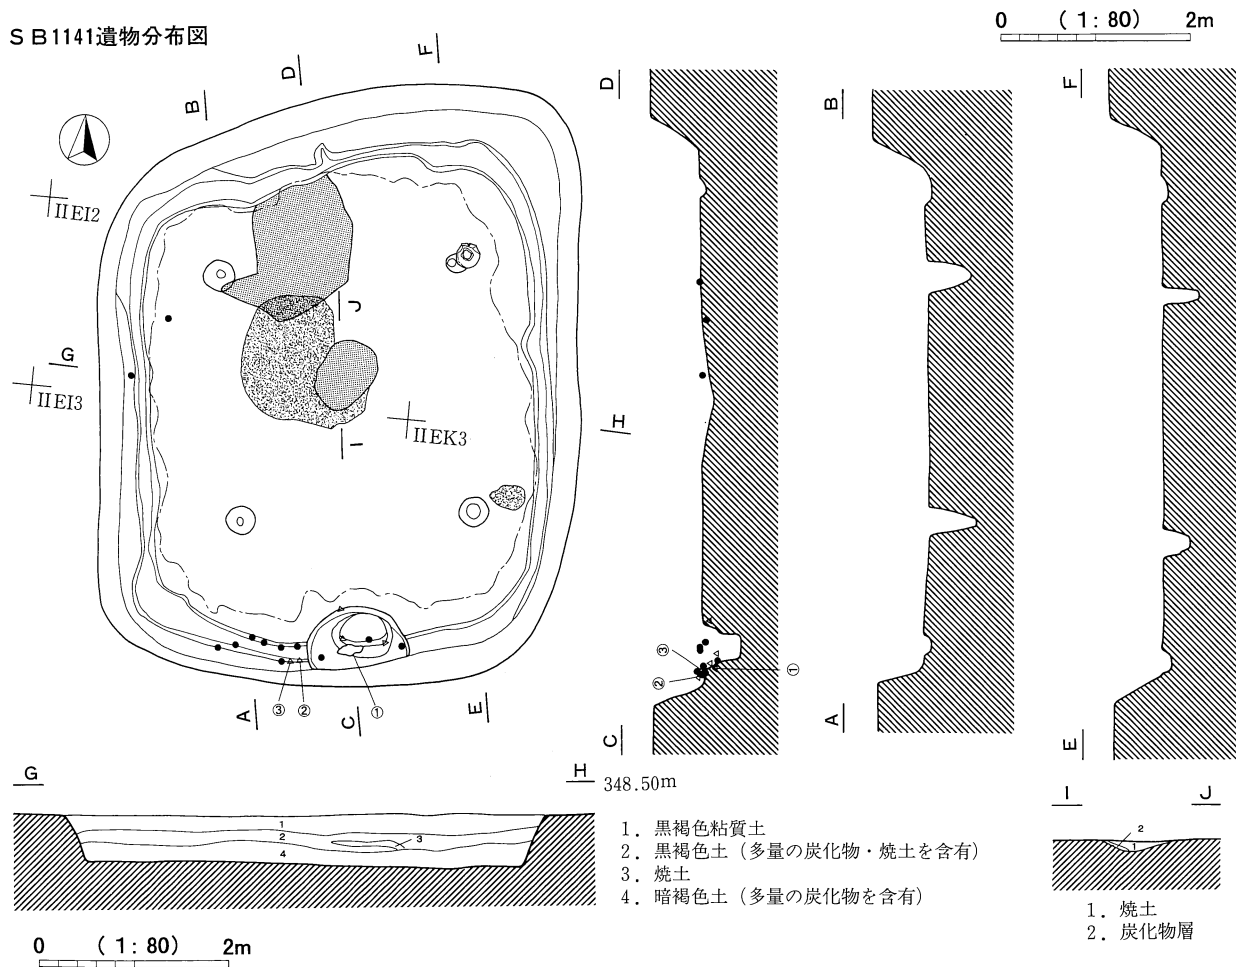 SB1141遺物分布図
0 (1:80) 2m
B
D
F
ⅡEI2
J
G
ⅡEI3
ⅡEK3
I
H
A
③
②
C
①
E
D
③
②
①
C
B
A
F
E
G
H 348.50m
1
2
3
4
1. 黒褐色粘質土
2. 黒褐色土(多量の炭化物・焼土を含有)
3. 焼土
4. 暗褐色土(多量の炭化物を含有)
I
J
2
1
1. 焼土
2. 炭化物層
0 (1:80) 2m